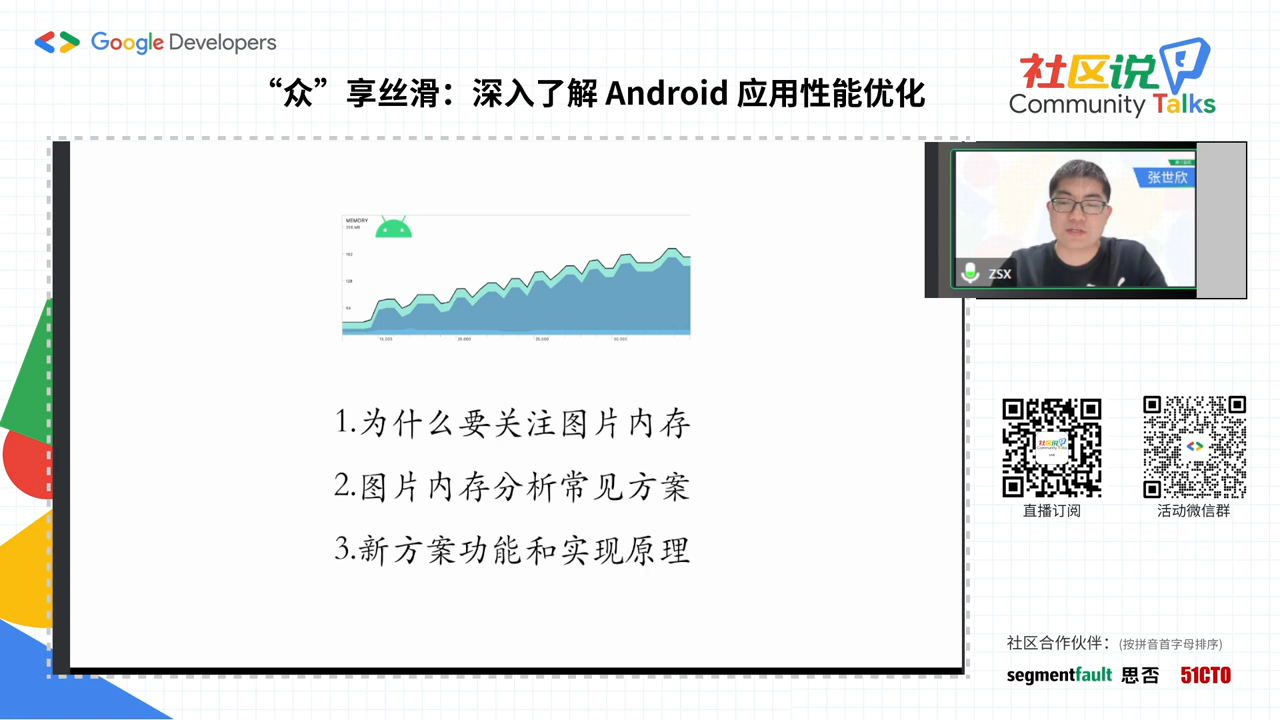 Google Developers
“众”享丝滑：深入了解 Android 应用性能优化
社区说
Community Talks
MEMORY
192
128
64
张世欣
ZSX
1.为什么要关注图片内存
2.图片内存分析常见方案
3.新方案功能和实现原理
直播订阅
活动微信群
社区合作伙伴：(按拼音首字母排序)
segmentfault 思否
51CTO